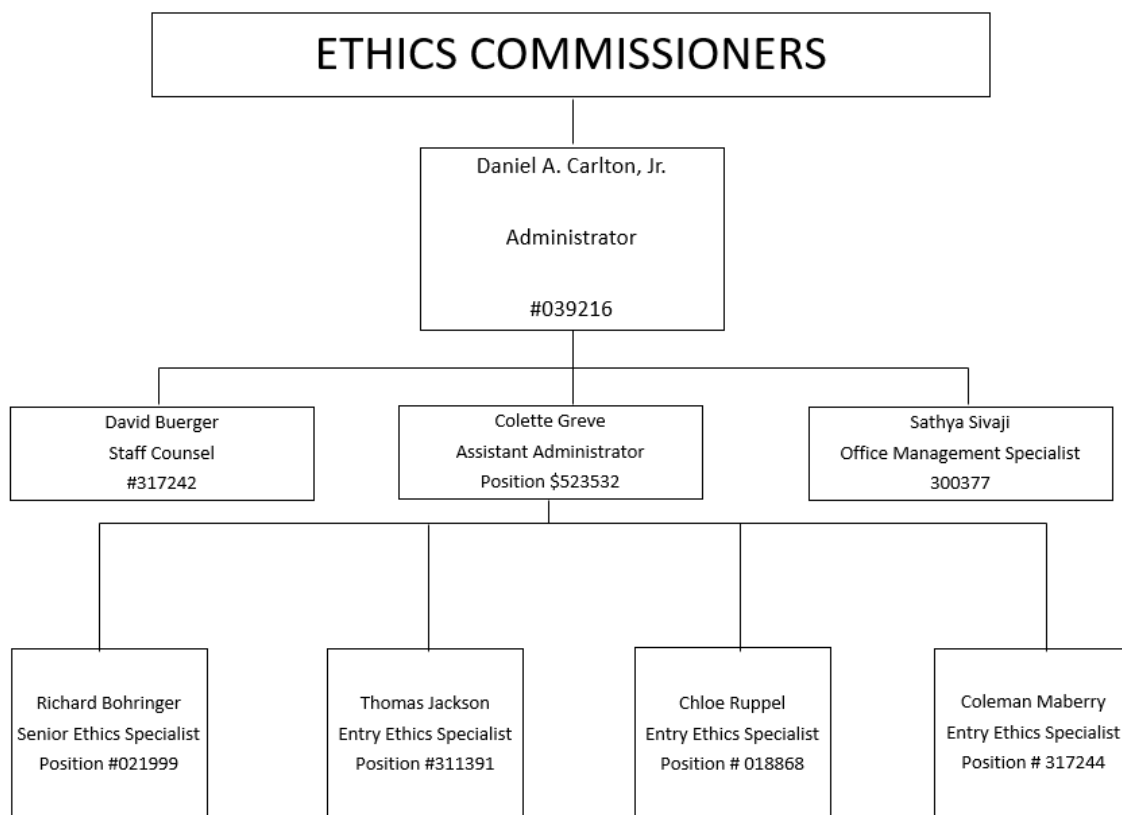 ETHICS COMMISSIONERS
Daniel A. Carlton, Jr.
Administrator
#039216
David Buerger
Staff Counsel
#317242
Colette Greve
Assistant Administrator
Position $523532
Sathya Sivaji
Office Management Specialist
300377
Richard Bohringer
Senior Ethics Specialist
Position #021999
Thomas Jackson
Entry Ethics Specialist
Position #311391
Chloe Ruppel
Entry Ethics Specialist
Position # 018868
Coleman Maberry
Entry Ethics Specialist
Position # 317244